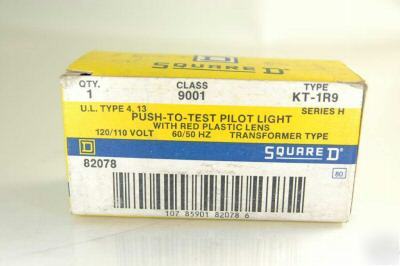 SQUARE D
QTY. CLASS TYPE
1 9001 KT-1R9
U.L. TYPE 4, 13 SERIES H
PUSH-TO-TEST PILOT LIGHT
WITH RED PLASTIC LENS
120/110 VOLT 60/50 HZ TRANSFORMER TYPE
D SQUARE D
82078
80
107 85901 82078 6